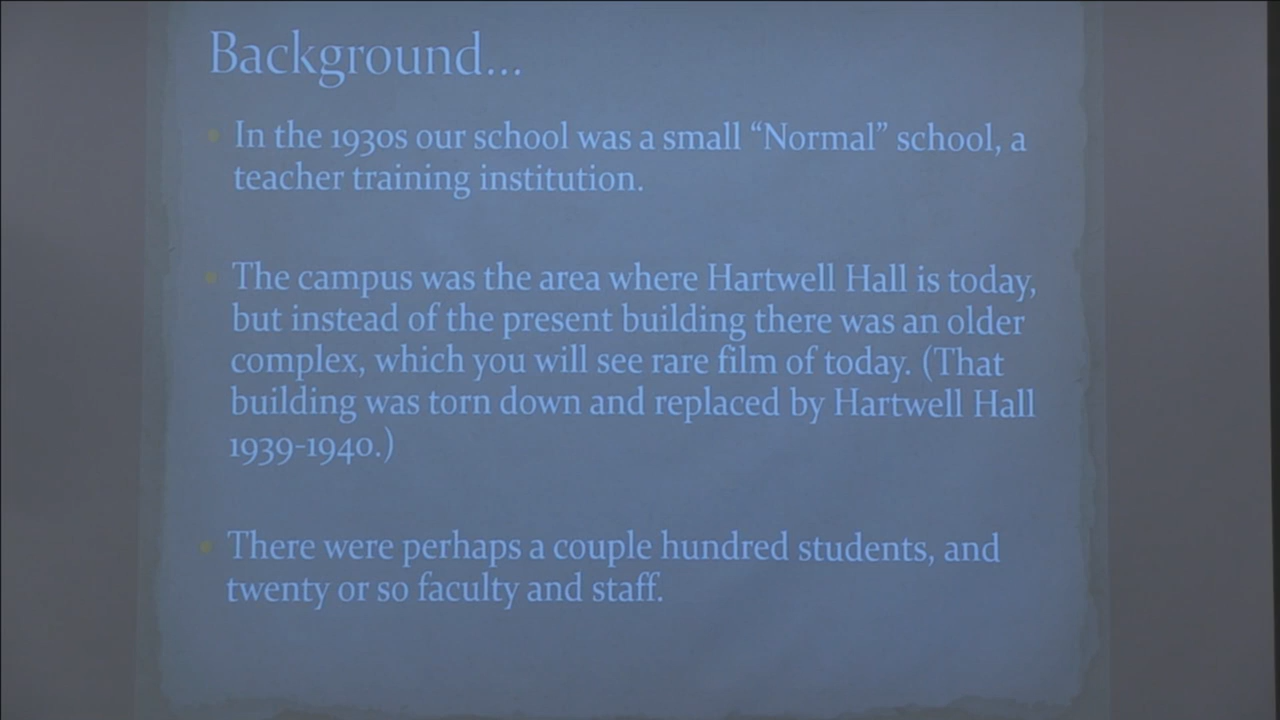 Background...
• In the 1930s our school was a small “Normal” school, a
teacher training institution.
• The campus was the area where Hartwell Hall is today,
but instead of the present building there was an older
complex, which you will see rare film of today. (That
building was torn down and replaced by Hartwell Hall
1939-1940.)
• There were perhaps a couple hundred students, and
twenty or so faculty and staff.